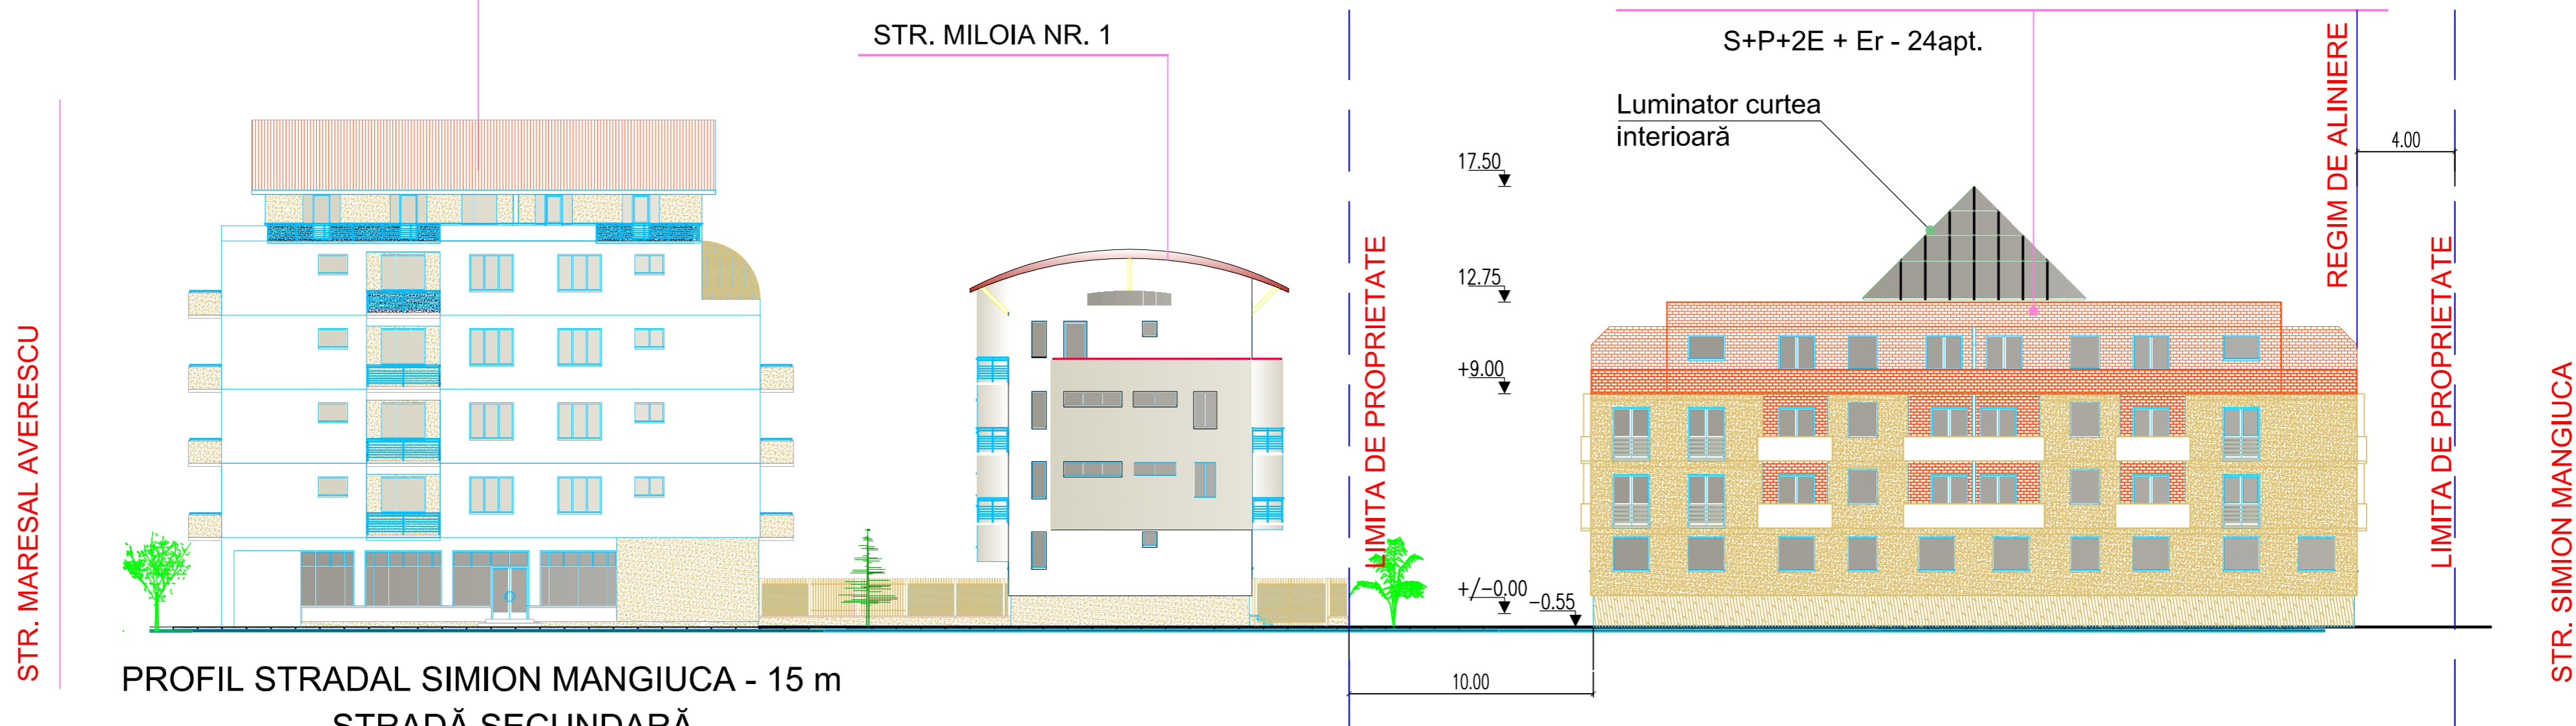 STR. MILOIA NR. 1
S+P+2E + Er - 24apt.
Luminator curtea
interioară
REGIM DE ALINIERE
4.00
17.50
12.75
+9.00
+/-0.00
-0.55
STR. MARESAL AVERESCU
LIMITA DE PROPRIETATE
LIMITA DE PROPRIETATE
STR. SIMION MANGIUCA
10.00
PROFIL STRADAL SIMION MANGIUCA - 15 m
STRADĂ SECUNDARĂ